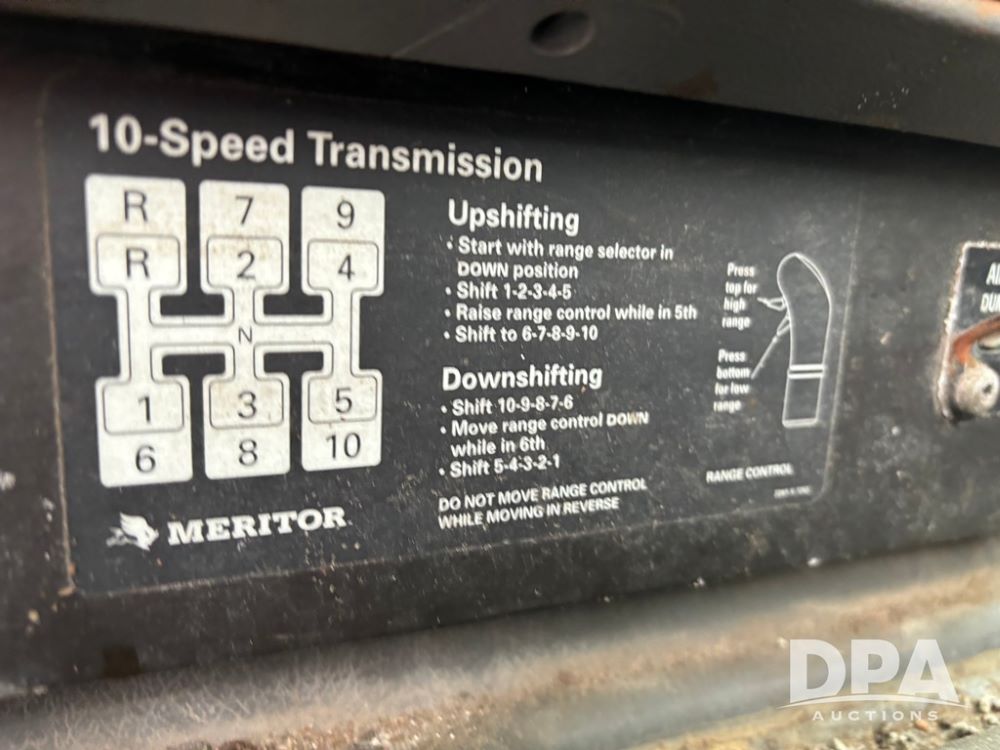 10-Speed Transmission
R 7 9
R 2 4
N
1 3 5
6 8 10
MERITOR
Upshifting
• Start with range selector in
DOWN position
• Shift 1-2-3-4-5
• Raise range control while in 5th
• Shift to 6-7-8-9-10
Downshifting
• Shift 10-9-8-7-6
• Move range control DOWN
while in 6th
• Shift 5-4-3-2-1
DO NOT MOVE RANGE CONTROL
WHILE MOVING IN REVERSE
Press
top for
high
range
Press
bottom
for low
range
RANGE CONTROL
DPA
AUCTIONS